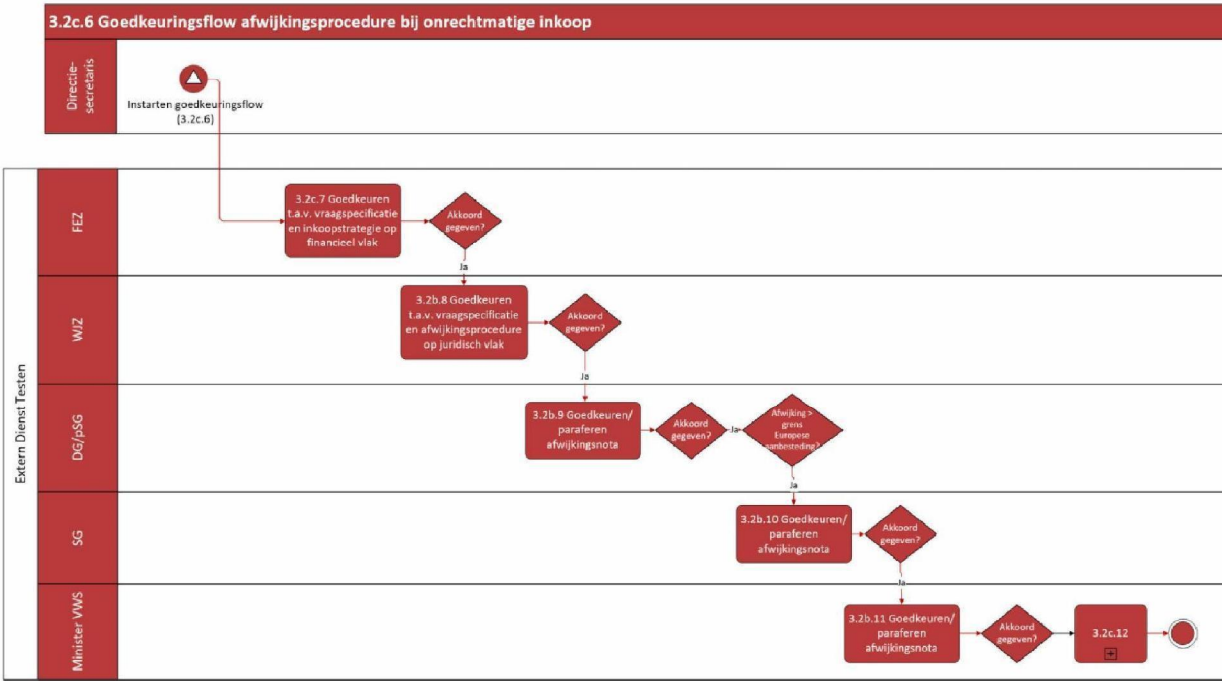 3.2c.6 Goedkeuringsflow afwijkingsprocedure bij onrechtmatige inkoop
Directie-
secretaris
Instarten goedkeuringsflow
(3.2c.6)
Extern Dienst Testen
FEZ
3.2c.7 Goedkeuren
t.a.v. vraagspecificatie
en inkoopstrategie op
financieel vlak
Akkoord
gegeven?
Ja
WJZ
3.2b.8 Goedkeuren
t.a.v. vraagspecificatie
en afwijkingsprocedure
op juridisch vlak
Akkoord
gegeven?
Ja
DG/pSG
3.2b.9 Goedkeuren/
paraferen
afwijkingsnota
Akkoord
gegeven?
Ja
Afwijking >
grens
Europese
aanbesteding?
Ja
SG
3.2b.10 Goedkeuren/
paraferen
afwijkingsnota
Akkoord
gegeven?
Ja
Minister VWS
3.2b.11 Goedkeuren/
paraferen
afwijkingsnota
Akkoord
gegeven?
3.2c.12